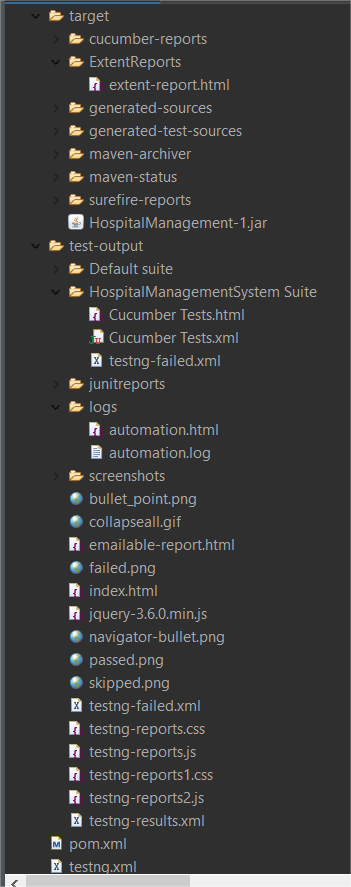 target
cucumber-reports
ExtentReports
extent-report.html
generated-sources
generated-test-sources
maven-archiver
maven-status
surefire-reports
HospitalManagement-1.jar
test-output
Default suite
HospitalManagementSystem Suite
Cucumber Tests.html
Cucumber Tests.xml
testng-failed.xml
junitreports
logs
automation.html
automation.log
screenshots
bullet_point.png
collapseall.gif
emailable-report.html
failed.png
index.html
jquery-3.6.0.min.js
navigator-bullet.png
passed.png
skipped.png
testng-failed.xml
testng-reports.css
testng-reports.js
testng-reports1.css
testng-reports2.js
testng-results.xml
pom.xml
testng.xml